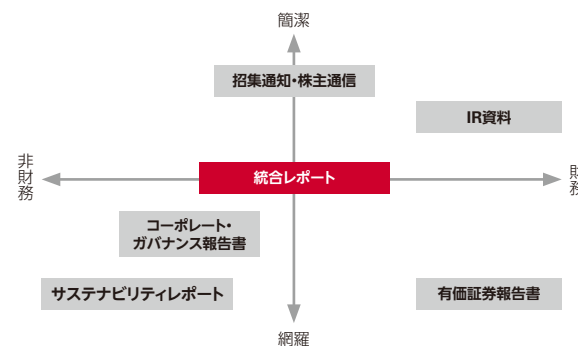 簡潔
招集通知・株主通信
IR資料
非財務
統合レポート
財務
コーポレート・
ガバナンス報告書
サステナビリティレポート
有価証券報告書
網羅